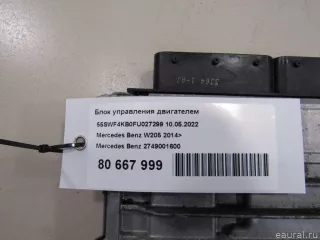 Блок управления двигателем
55SWF4KB0FU027299 10.05.2022
Mercedes Benz W205 2014>
Mercedes Benz 2749001600
80 667 999
© eaural.ru